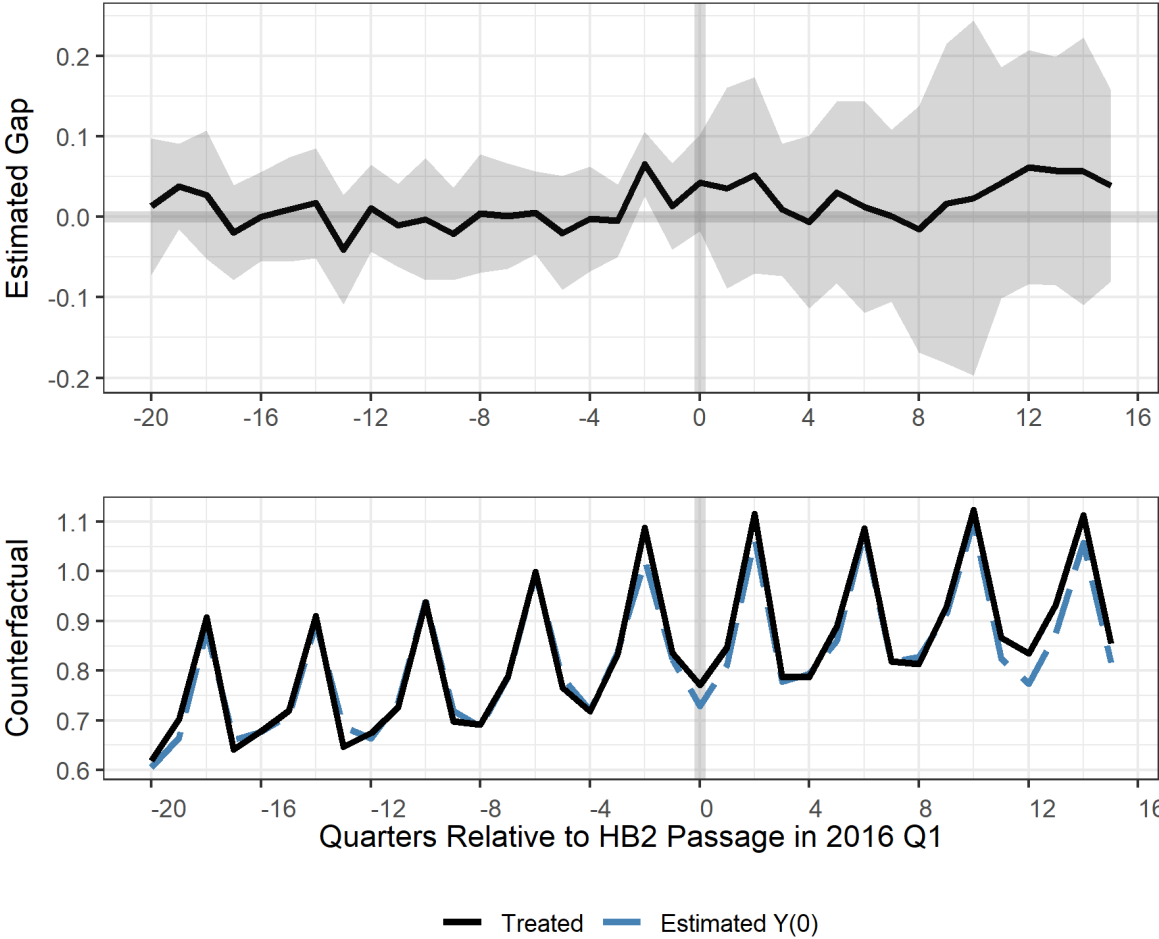 Estimated Gap
0.2
0.1
0.0
-0.1
-0.2
-20 -16 -12 -8 -4 0 4 8 12 16
Counterfactual
1.1
1.0
0.9
0.8
0.7
0.6
-20 -16 -12 -8 -4 0 4 8 12 16
Quarters Relative to HB2 Passage in 2016 Q1
Treated Estimated Y(0)